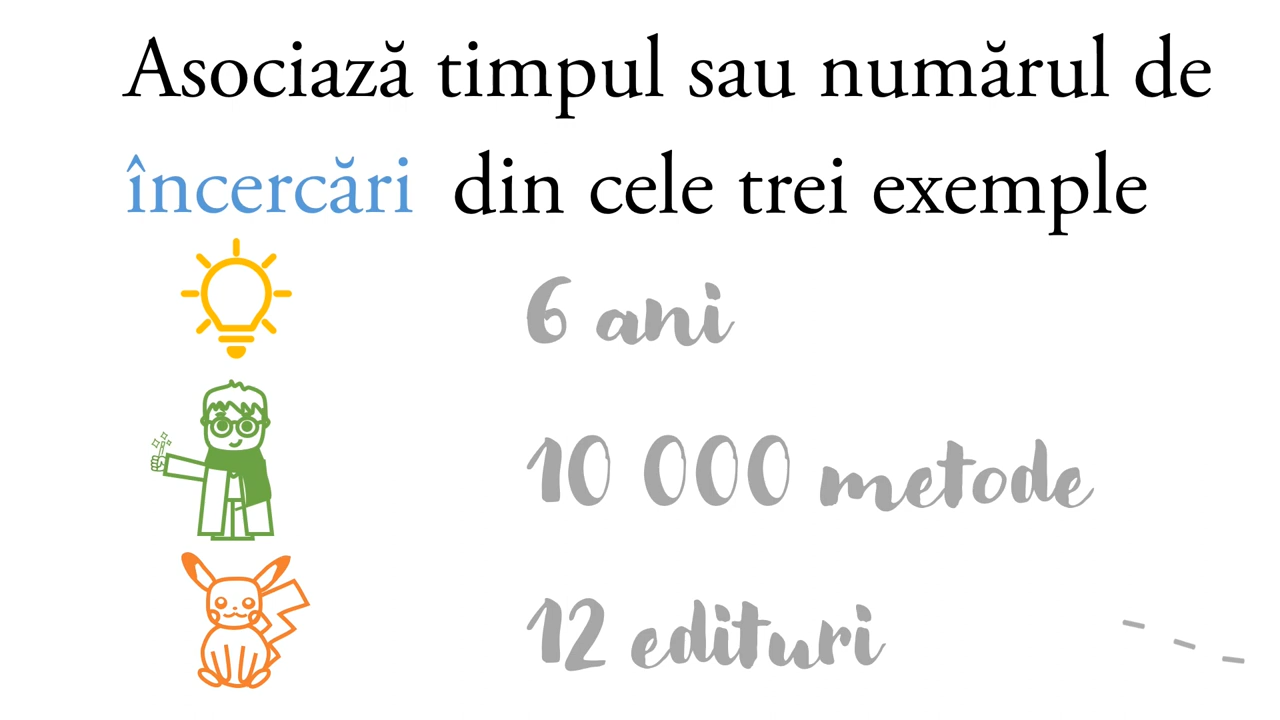 Asociază timpul sau numărul de
încercări din cele trei exemple
6 ani
10 000 metode
12 edituri